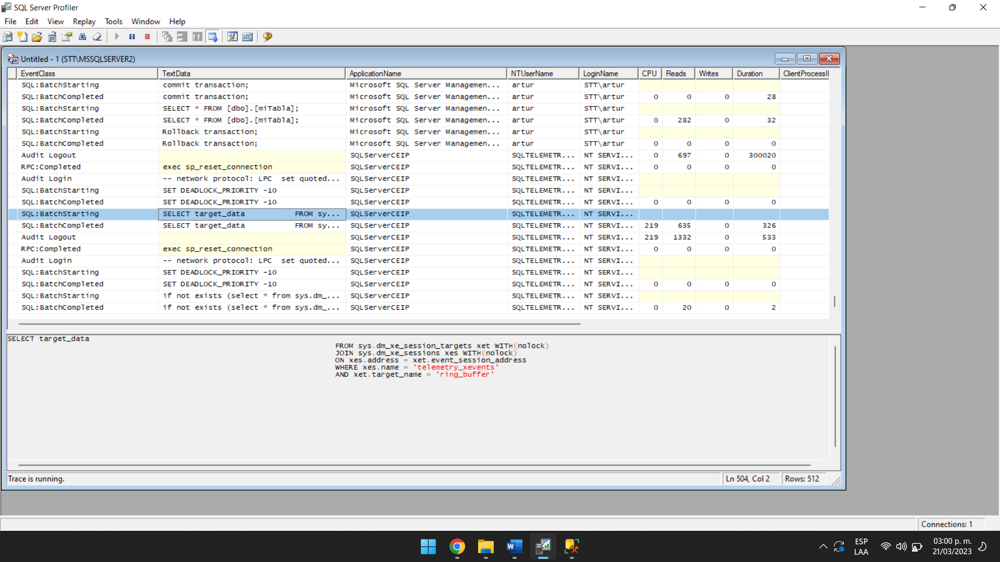 SQL Server Profiler
File Edit View Replay Tools Window Help
Untitled - 1 (STT\MSSQLSERVER2)
EventClass TextData ApplicationName NTUserName LoginName CPU Reads Writes Duration ClientProcessI
SQL:BatchStarting commit transaction; Microsoft SQL Server Managemen... artur STT\artur
SQL:BatchCompleted commit transaction; Microsoft SQL Server Managemen... artur STT\artur 0 0 0 28
SQL:BatchStarting SELECT * FROM [dbo].[miTabla]; Microsoft SQL Server Managemen... artur STT\artur
SQL:BatchCompleted SELECT * FROM [dbo].[miTabla]; Microsoft SQL Server Managemen... artur STT\artur 0 282 0 32
SQL:BatchStarting Rollback transaction; Microsoft SQL Server Managemen... artur STT\artur
SQL:BatchCompleted Rollback transaction; Microsoft SQL Server Managemen... artur STT\artur 0 0 0 0
Audit Logout SQLServerCEIP SQLTELEMETR... NT SERVI... 0 697 0 300020
RPC:Completed exec sp_reset_connection SQLServerCEIP SQLTELEMETR... NT SERVI... 0 0 0 0
Audit Login -- network protocol: LPC set quoted... SQLServerCEIP SQLTELEMETR... NT SERVI...
SQL:BatchStarting SET DEADLOCK_PRIORITY -10 SQLServerCEIP SQLTELEMETR... NT SERVI...
SQL:BatchCompleted SET DEADLOCK_PRIORITY -10 SQLServerCEIP SQLTELEMETR... NT SERVI... 0 0 0 0
SQL:BatchStarting SELECT target_data FROM sy... SQLServerCEIP SQLTELEMETR... NT SERVI...
SQL:BatchCompleted SELECT target_data FROM sy... SQLServerCEIP SQLTELEMETR... NT SERVI... 219 635 0 326
Audit Logout SQLServerCEIP SQLTELEMETR... NT SERVI... 219 1332 0 533
RPC:Completed exec sp_reset_connection SQLServerCEIP SQLTELEMETR... NT SERVI... 0 0 0 0
Audit Login -- network protocol: LPC set quoted... SQLServerCEIP SQLTELEMETR... NT SERVI...
SQL:BatchStarting SET DEADLOCK_PRIORITY -10 SQLServerCEIP SQLTELEMETR... NT SERVI...
SQL:BatchCompleted SET DEADLOCK_PRIORITY -10 SQLServerCEIP SQLTELEMETR... NT SERVI... 0 0 0 0
SQL:BatchStarting if not exists (select * from sys.dm_... SQLServerCEIP SQLTELEMETR... NT SERVI...
SQL:BatchCompleted if not exists (select * from sys.dm_... SQLServerCEIP SQLTELEMETR... NT SERVI... 0 20 0 2
SELECT target_data
FROM sys.dm_xe_session_targets xet WITH(nolock)
JOIN sys.dm_xe_sessions xes WITH(nolock)
ON xes.address = xet.event_session_address
WHERE xes.name = 'telemetry_xevents'
AND xet.target_name = 'ring_buffer'
Trace is running. Ln 504, Col 2 Rows: 512
Connections: 1
ESP 03:00 p. m.
LAA 21/03/2023